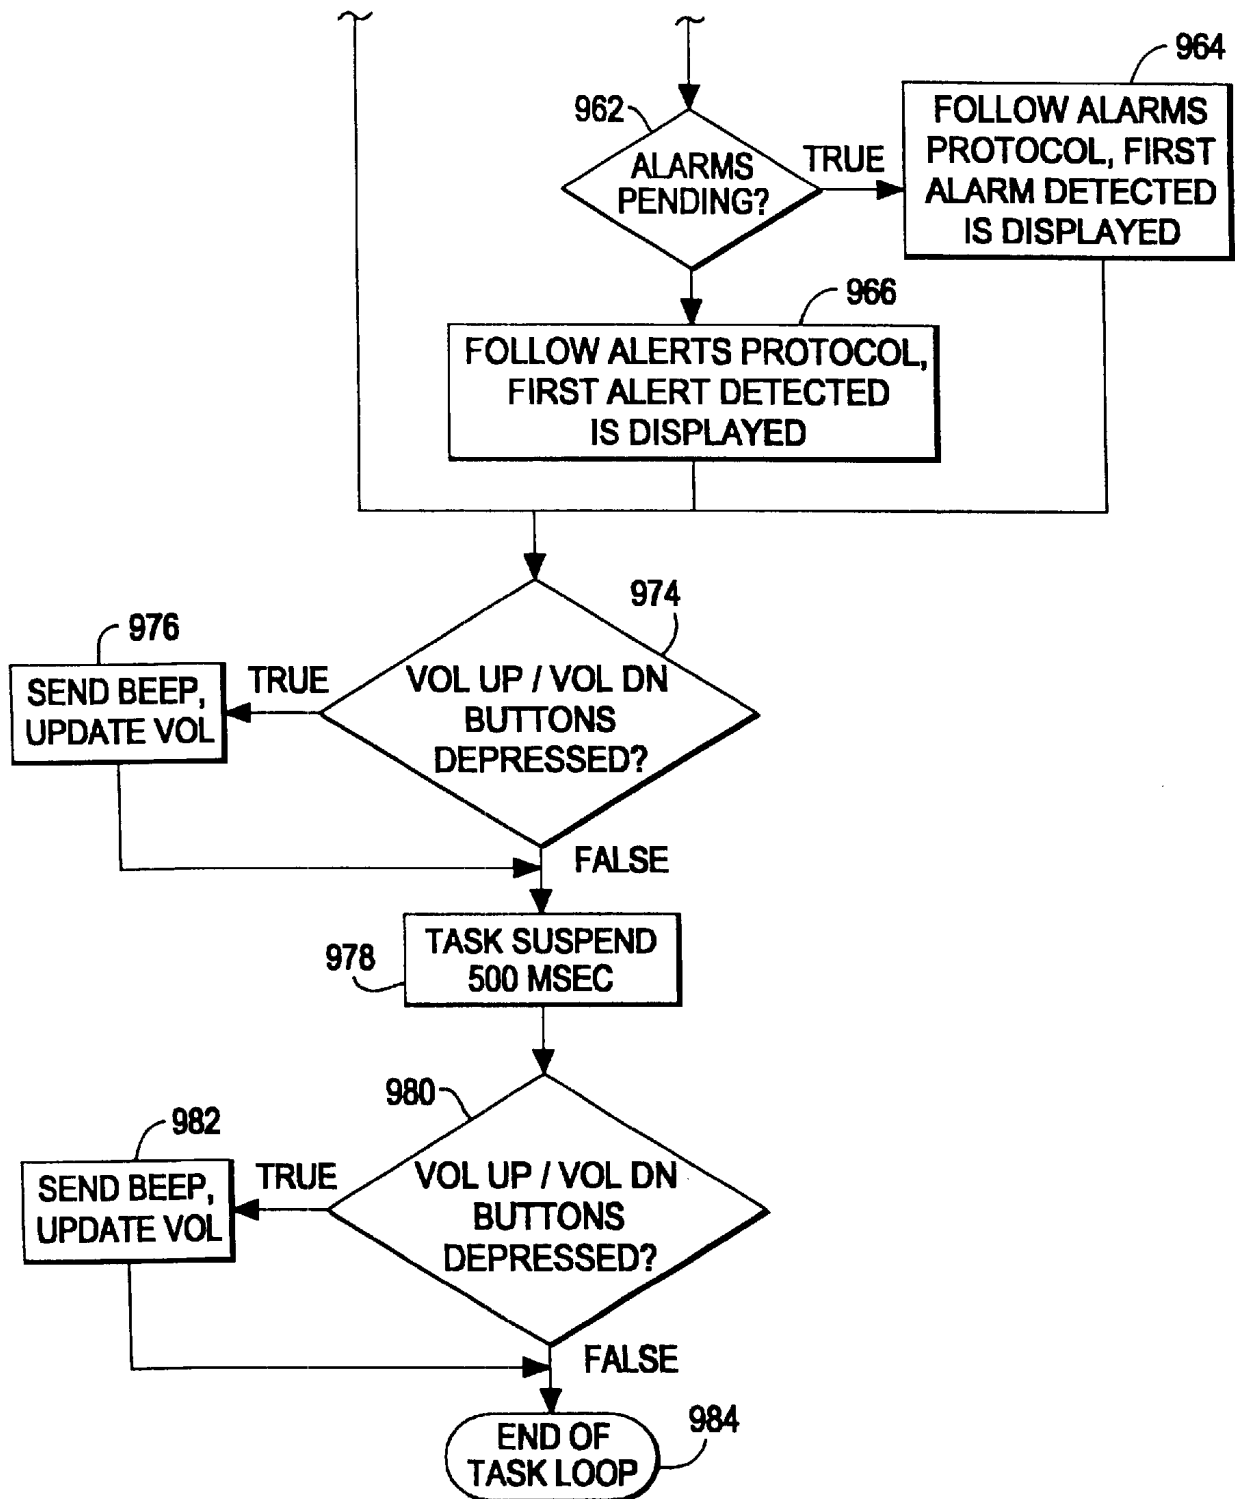 964
962
FOLLOW ALARMS
PROTOCOL, FIRST
ALARM DETECTED
IS DISPLAYED
ALARMS
PENDING?
TRUE
966
FOLLOW ALERTS PROTOCOL,
FIRST ALERT DETECTED
IS DISPLAYED
974
976
SEND BEEP,
UPDATE VOL
TRUE
VOL UP / VOL DN
BUTTONS
DEPRESSED?
FALSE
978
TASK SUSPEND
500 MSEC
980
982
SEND BEEP,
UPDATE VOL
TRUE
VOL UP / VOL DN
BUTTONS
DEPRESSED?
FALSE
984
END OF
TASK LOOP